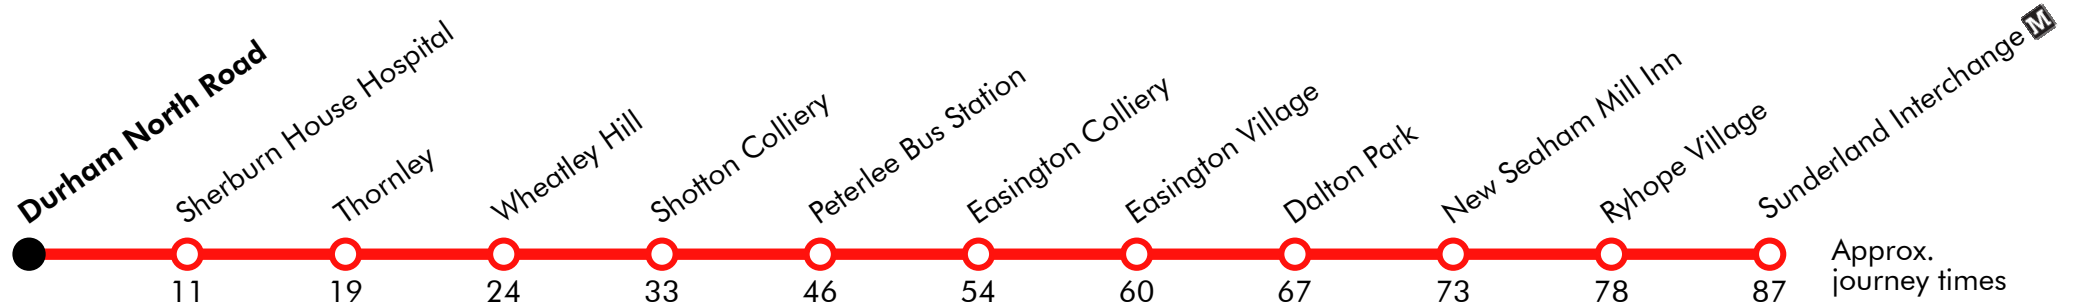 Durham North Road
Sherburn House Hospital
Thornley
Wheatley Hill
Shotton Colliery
Peterlee Bus Station
Easington Colliery
Easington Village
Dalton Park
New Seaham Mill Inn
Ryhope Village
Sunderland Interchange M
11 19 24 33 46 54 60 67 73 78 87
Approx.
journey times